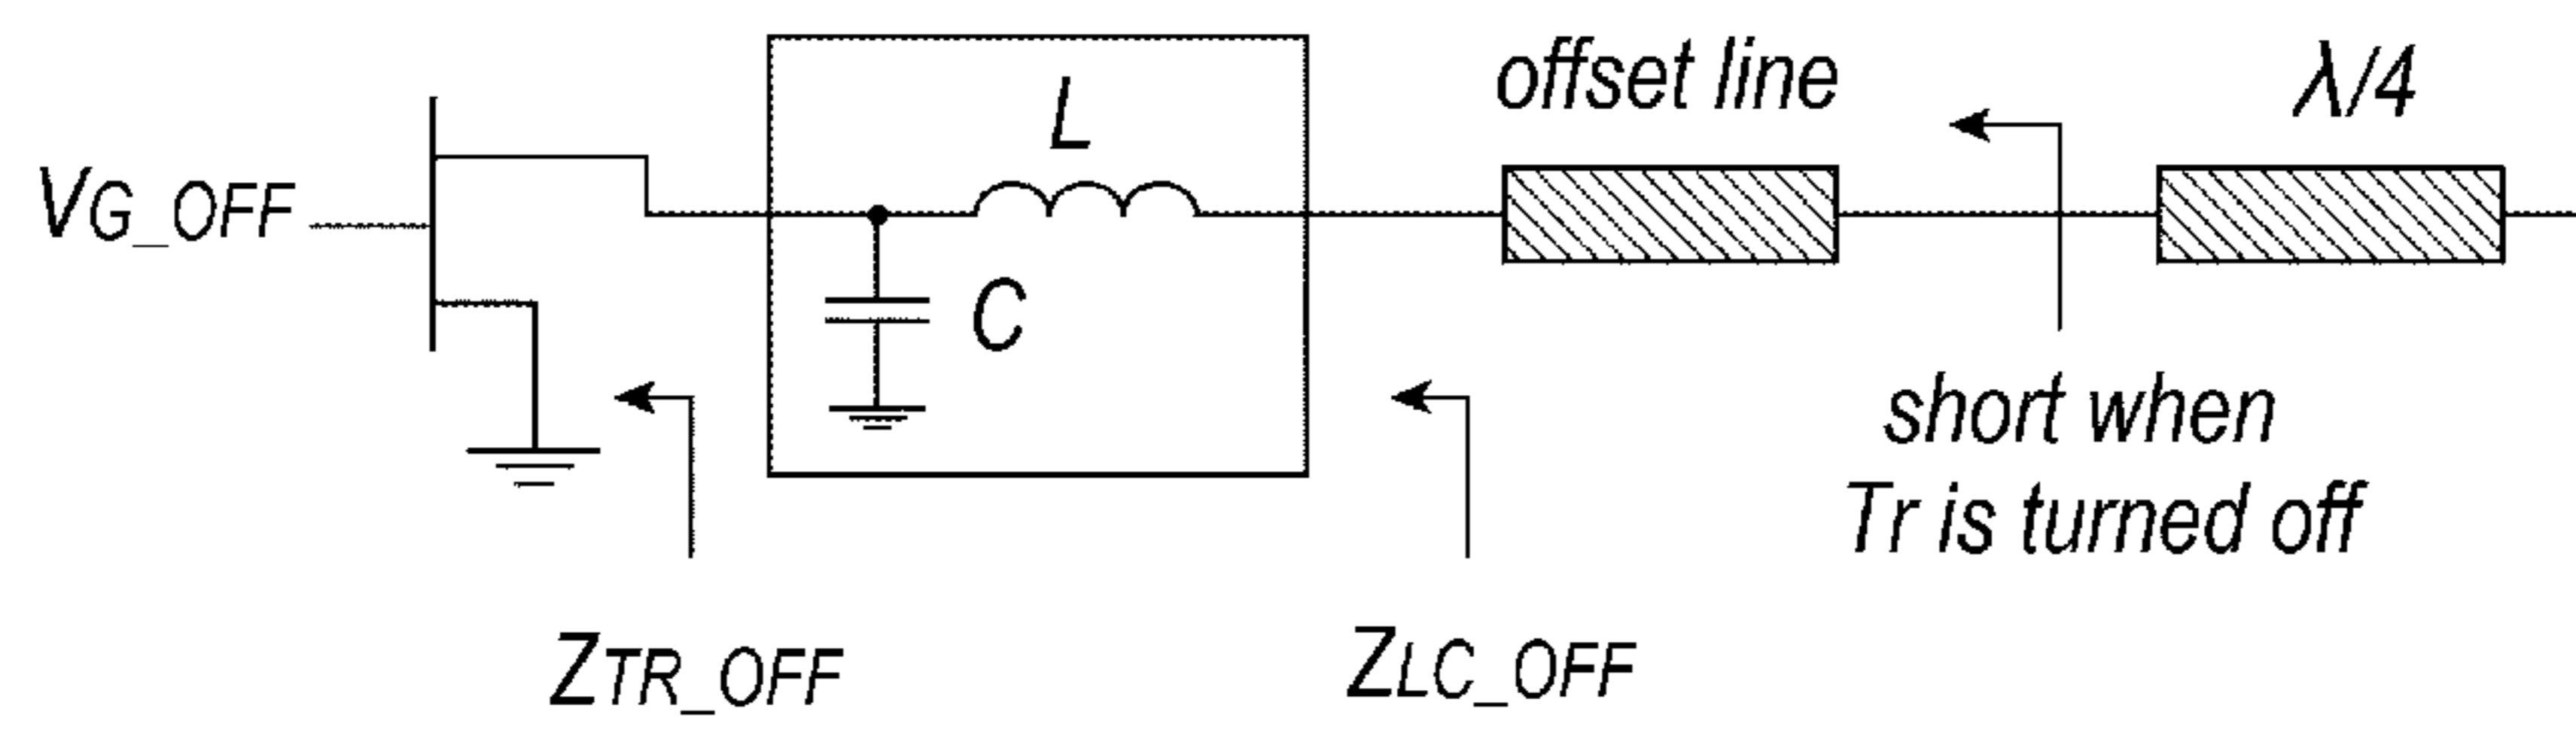 offset line
λ/4
L
VG_OFF
C
short when
Tr is turned off
ZTR_OFF
ZLC_OFF